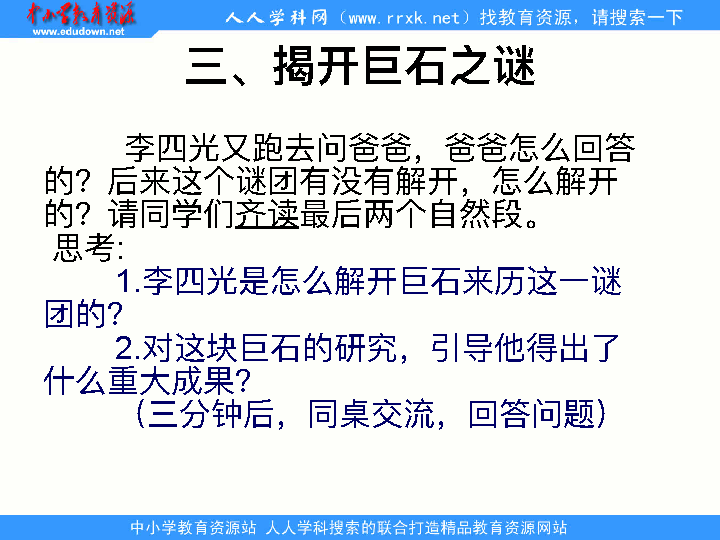 中小学教育资源
www.edudown.net
人人学科网（www.rrxk.net）找教育资源，请搜索一下
三、揭开巨石之谜
李四光又跑去问爸爸，爸爸怎么回答
的？后来这个谜团有没有解开，怎么解开
的？请同学们齐读最后两个自然段。
思考:
1.李四光是怎么解开巨石来历这一谜
团的？
2.对这块巨石的研究，引导他得出了
什么重大成果？
（三分钟后，同桌交流，回答问题）
中小学教育资源站 人人学科搜索的联合打造精品教育资源网站